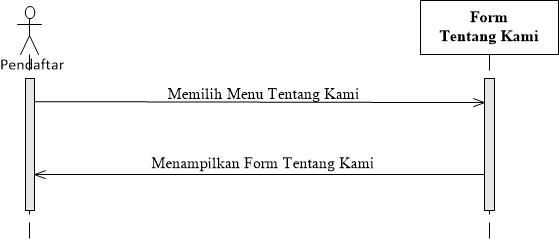 Form
Tentang Kami
Pendaftar
Memilih Menu Tentang Kami
Menampilkan Form Tentang Kami